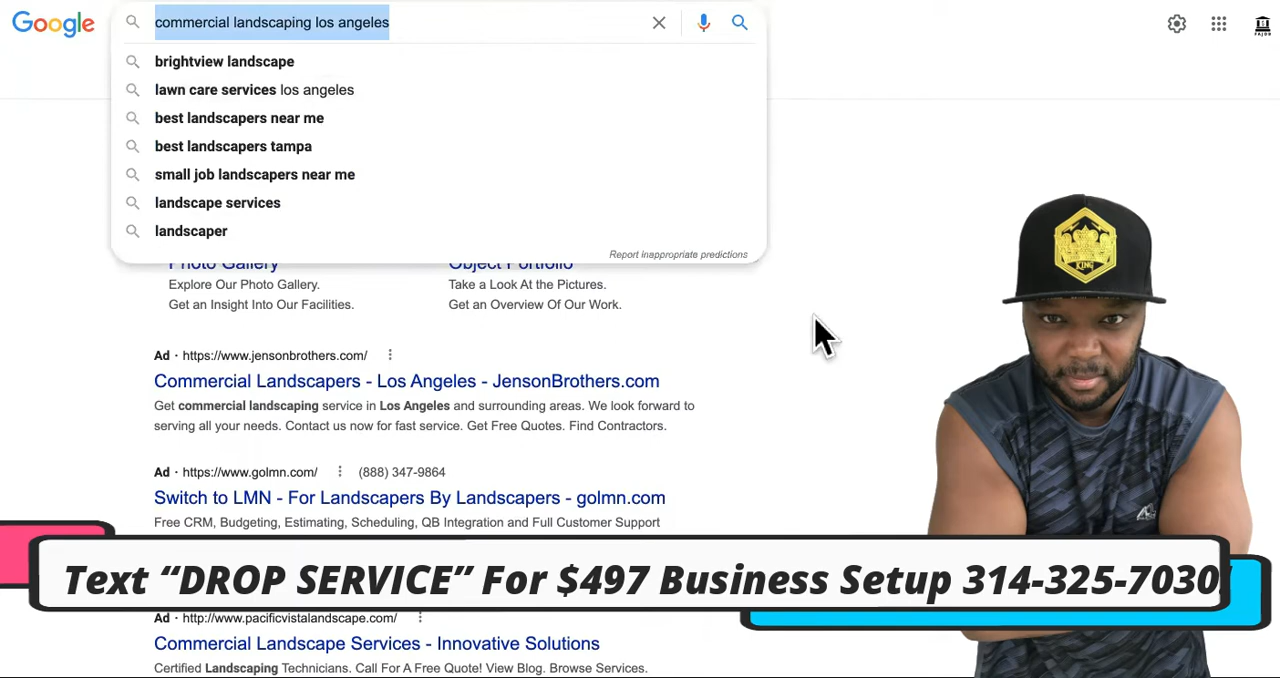 Google
commercial landscaping los angeles
brightview landscape
lawn care services los angeles
best landscapers near me
best landscapers tampa
small job landscapers near me
landscape services
landscaper
Report inappropriate predictions
Photo Gallery
Object Portfolio
Explore Our Photo Gallery.
Take a Look At the Pictures.
Get an Insight Into Our Facilities.
Get an Overview Of Our Work.
KING
Ad · https://www.jensonbrothers.com/
Commercial Landscapers - Los Angeles - JensonBrothers.com
Get commercial landscaping service in Los Angeles and surrounding areas. We look forward to
serving all your needs. Contact us now for fast service. Get Free Quotes. Find Contractors.
Ad · https://www.golmn.com/ (888) 347-9864
Switch to LMN - For Landscapers By Landscapers - golmn.com
Free CRM, Budgeting, Estimating, Scheduling, QB Integration and Full Customer Support
Text “DROP SERVICE” For $497 Business Setup 314-325-7030
Ad · http://www.pacificvistalandscape.com/
Commercial Landscape Services - Innovative Solutions
Certified Landscaping Technicians. Call For A Free Quote! View Blog. Browse Services.